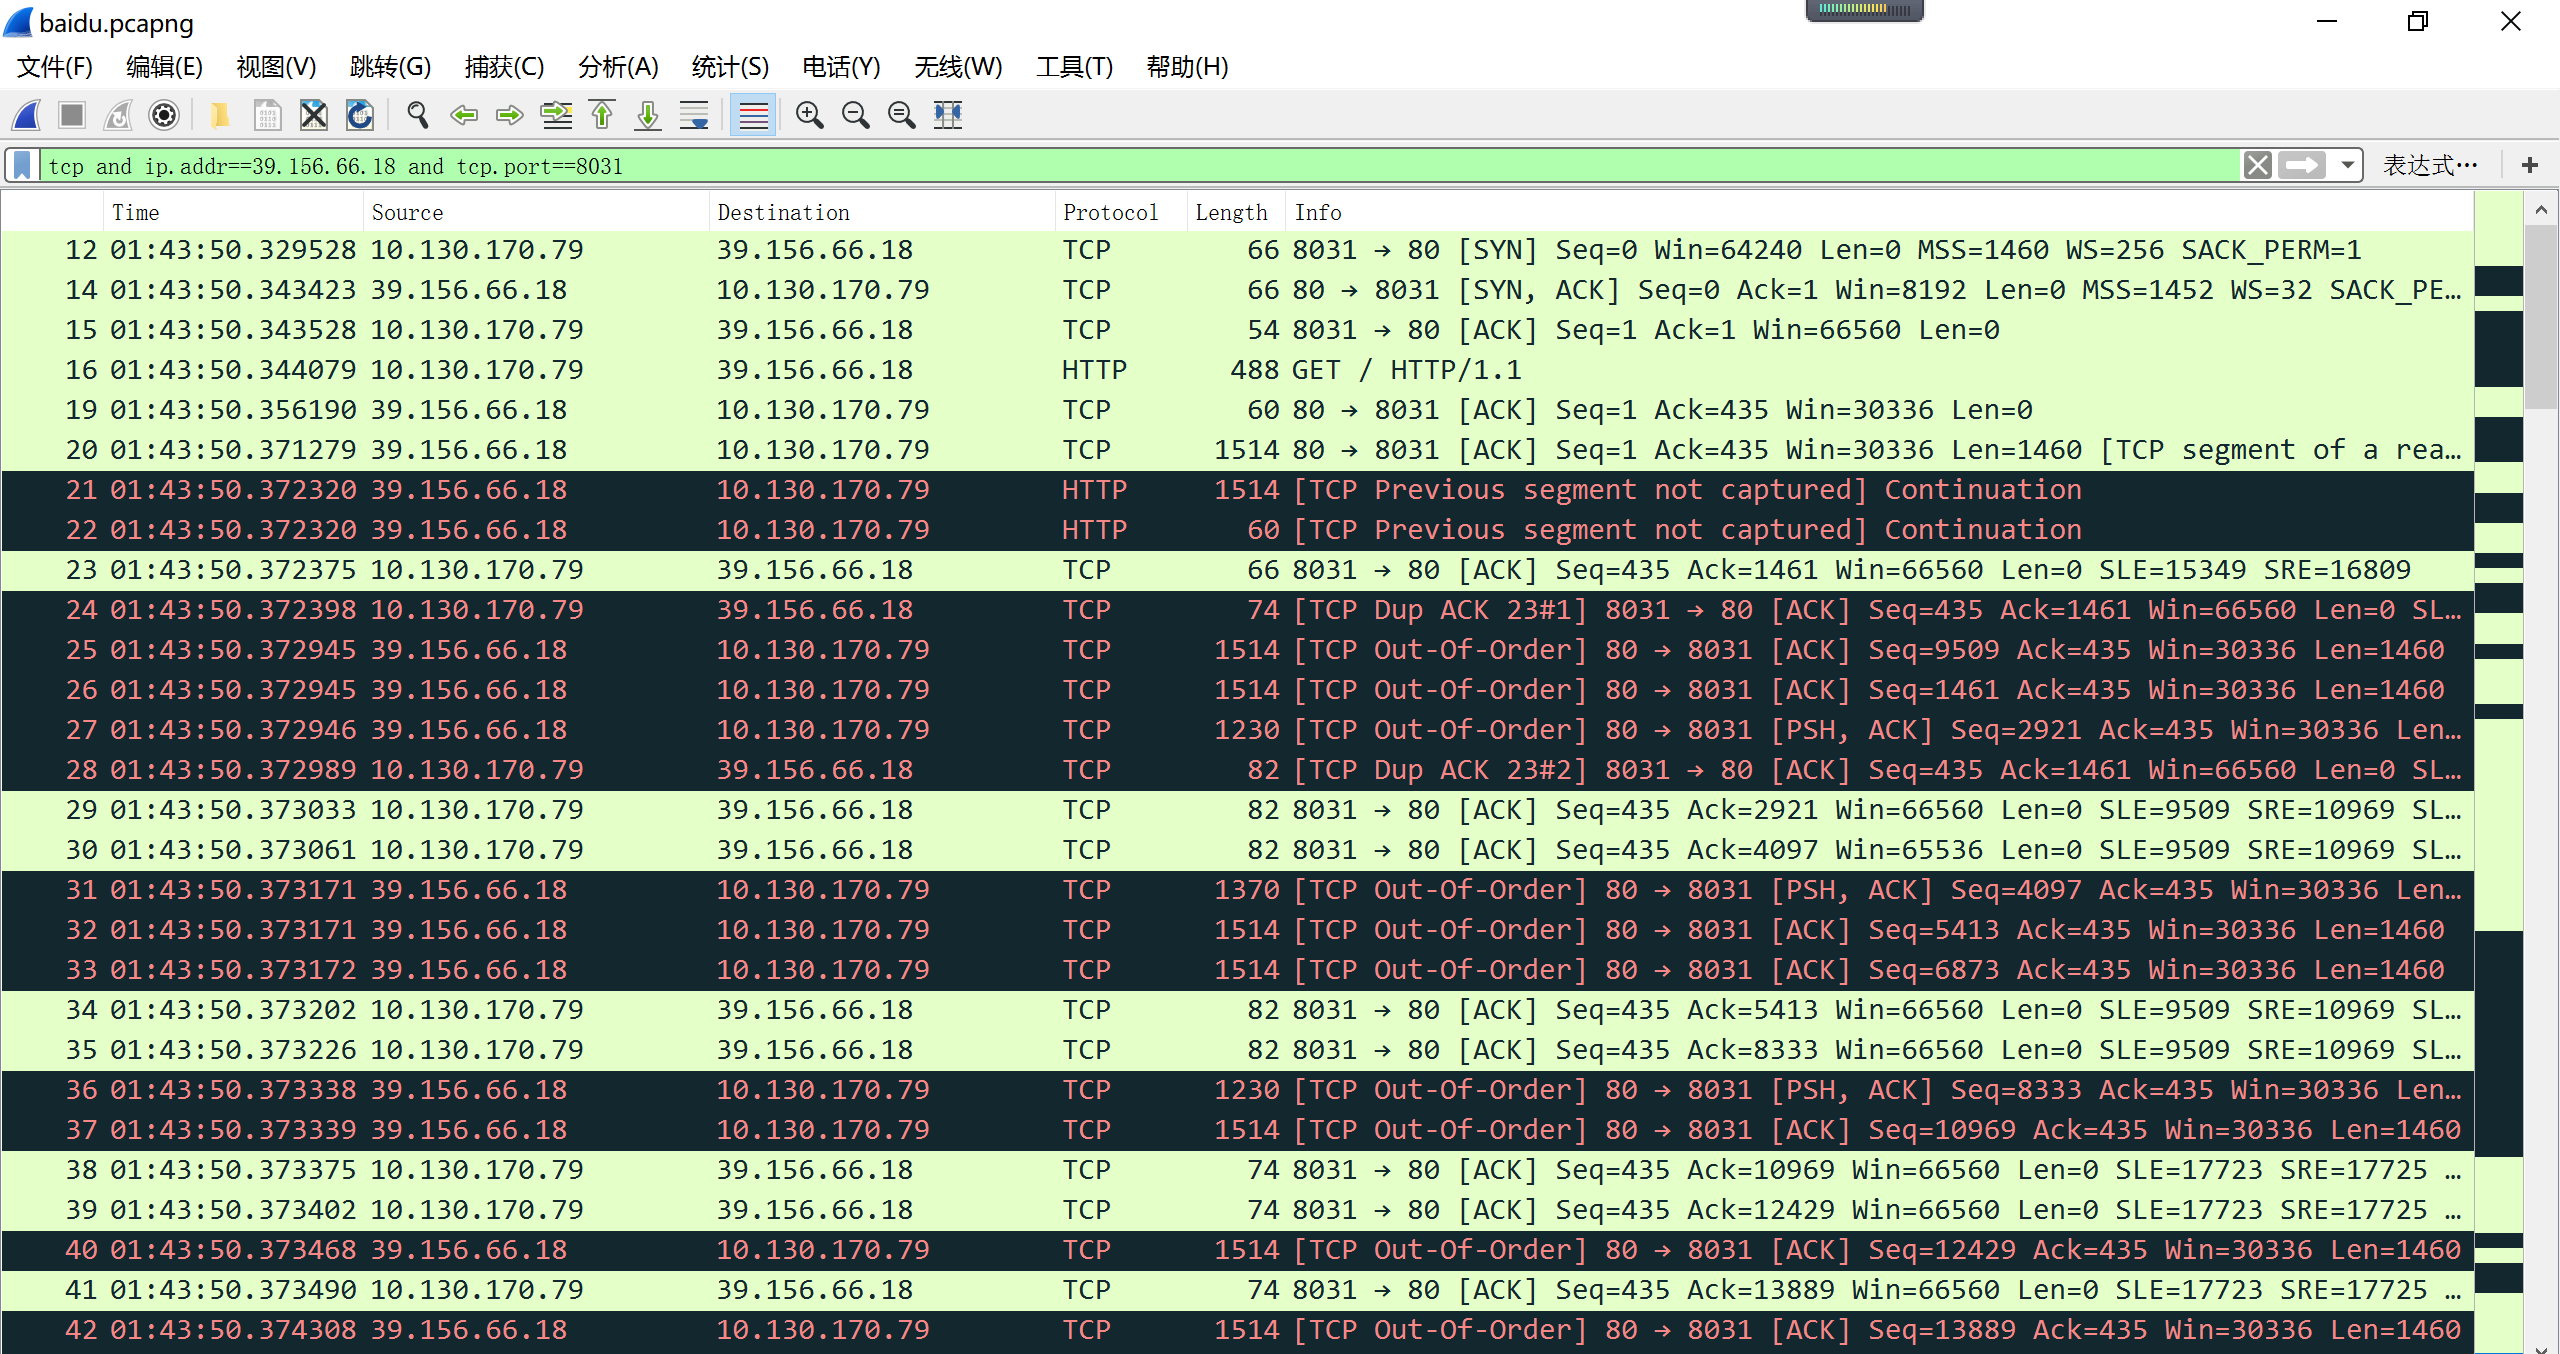 baidu.pcapng
文件(F) 编辑(E) 视图(V) 跳转(G) 捕获(C) 分析(A) 统计(S) 电话(Y) 无线(W) 工具(T) 帮助(H)
tcp and ip.addr==39.156.66.18 and tcp.port==8031 表达式… +
Time Source Destination Protocol Length Info
12 01:43:50.329528 10.130.170.79 39.156.66.18 TCP 66 8031 → 80 [SYN] Seq=0 Win=64240 Len=0 MSS=1460 WS=256 SACK_PERM=1
14 01:43:50.343423 39.156.66.18 10.130.170.79 TCP 66 80 → 8031 [SYN, ACK] Seq=0 Ack=1 Win=8192 Len=0 MSS=1452 WS=32 SACK_PE…
15 01:43:50.343528 10.130.170.79 39.156.66.18 TCP 54 8031 → 80 [ACK] Seq=1 Ack=1 Win=66560 Len=0
16 01:43:50.344079 10.130.170.79 39.156.66.18 HTTP 488 GET / HTTP/1.1
19 01:43:50.356190 39.156.66.18 10.130.170.79 TCP 60 80 → 8031 [ACK] Seq=1 Ack=435 Win=30336 Len=0
20 01:43:50.371279 39.156.66.18 10.130.170.79 TCP 1514 80 → 8031 [ACK] Seq=1 Ack=435 Win=30336 Len=1460 [TCP segment of a rea…
21 01:43:50.372320 39.156.66.18 10.130.170.79 HTTP 1514 [TCP Previous segment not captured] Continuation
22 01:43:50.372320 39.156.66.18 10.130.170.79 HTTP 60 [TCP Previous segment not captured] Continuation
23 01:43:50.372375 10.130.170.79 39.156.66.18 TCP 66 8031 → 80 [ACK] Seq=435 Ack=1461 Win=66560 Len=0 SLE=15349 SRE=16809
24 01:43:50.372398 10.130.170.79 39.156.66.18 TCP 74 [TCP Dup ACK 23#1] 8031 → 80 [ACK] Seq=435 Ack=1461 Win=66560 Len=0 SL…
25 01:43:50.372945 39.156.66.18 10.130.170.79 TCP 1514 [TCP Out-Of-Order] 80 → 8031 [ACK] Seq=9509 Ack=435 Win=30336 Len=1460
26 01:43:50.372945 39.156.66.18 10.130.170.79 TCP 1514 [TCP Out-Of-Order] 80 → 8031 [ACK] Seq=1461 Ack=435 Win=30336 Len=1460
27 01:43:50.372946 39.156.66.18 10.130.170.79 TCP 1230 [TCP Out-Of-Order] 80 → 8031 [PSH, ACK] Seq=2921 Ack=435 Win=30336 Len…
28 01:43:50.372989 10.130.170.79 39.156.66.18 TCP 82 [TCP Dup ACK 23#2] 8031 → 80 [ACK] Seq=435 Ack=1461 Win=66560 Len=0 SL…
29 01:43:50.373033 10.130.170.79 39.156.66.18 TCP 82 8031 → 80 [ACK] Seq=435 Ack=2921 Win=66560 Len=0 SLE=9509 SRE=10969 SL…
30 01:43:50.373061 10.130.170.79 39.156.66.18 TCP 82 8031 → 80 [ACK] Seq=435 Ack=4097 Win=65536 Len=0 SLE=9509 SRE=10969 SL…
31 01:43:50.373171 39.156.66.18 10.130.170.79 TCP 1370 [TCP Out-Of-Order] 80 → 8031 [PSH, ACK] Seq=4097 Ack=435 Win=30336 Len…
32 01:43:50.373171 39.156.66.18 10.130.170.79 TCP 1514 [TCP Out-Of-Order] 80 → 8031 [ACK] Seq=5413 Ack=435 Win=30336 Len=1460
33 01:43:50.373172 39.156.66.18 10.130.170.79 TCP 1514 [TCP Out-Of-Order] 80 → 8031 [ACK] Seq=6873 Ack=435 Win=30336 Len=1460
34 01:43:50.373202 10.130.170.79 39.156.66.18 TCP 82 8031 → 80 [ACK] Seq=435 Ack=5413 Win=66560 Len=0 SLE=9509 SRE=10969 SL…
35 01:43:50.373226 10.130.170.79 39.156.66.18 TCP 82 8031 → 80 [ACK] Seq=435 Ack=8333 Win=66560 Len=0 SLE=9509 SRE=10969 SL…
36 01:43:50.373338 39.156.66.18 10.130.170.79 TCP 1230 [TCP Out-Of-Order] 80 → 8031 [PSH, ACK] Seq=8333 Ack=435 Win=30336 Len…
37 01:43:50.373339 39.156.66.18 10.130.170.79 TCP 1514 [TCP Out-Of-Order] 80 → 8031 [ACK] Seq=10969 Ack=435 Win=30336 Len=1460
38 01:43:50.373375 10.130.170.79 39.156.66.18 TCP 74 8031 → 80 [ACK] Seq=435 Ack=10969 Win=66560 Len=0 SLE=17723 SRE=17725 …
39 01:43:50.373402 10.130.170.79 39.156.66.18 TCP 74 8031 → 80 [ACK] Seq=435 Ack=12429 Win=66560 Len=0 SLE=17723 SRE=17725 …
40 01:43:50.373468 39.156.66.18 10.130.170.79 TCP 1514 [TCP Out-Of-Order] 80 → 8031 [ACK] Seq=12429 Ack=435 Win=30336 Len=1460
41 01:43:50.373490 10.130.170.79 39.156.66.18 TCP 74 8031 → 80 [ACK] Seq=435 Ack=13889 Win=66560 Len=0 SLE=17723 SRE=17725 …
42 01:43:50.374308 39.156.66.18 10.130.170.79 TCP 1514 [TCP Out-Of-Order] 80 → 8031 [ACK] Seq=13889 Ack=435 Win=30336 Len=1460